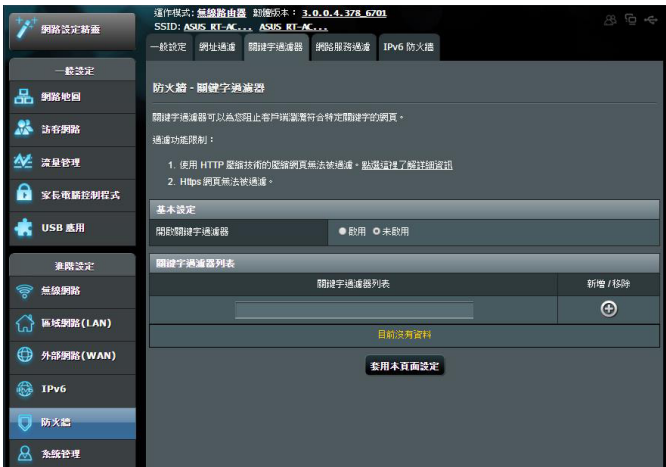 運作模式: 無線路由器 韌體版本: 3.0.0.4.378_6701
SSID: ASUS RT-AC... ASUS RT-AC...
網路設定精靈
一般設定
網路地圖
訪客網路
流量管理
家長電腦控制程式
USB 應用
進階設定
無線網路
區域網路(LAN)
外部網路(WAN)
IPv6
防火牆
系統管理
一般設定 網址過濾 關鍵字過濾器 網路服務過濾 IPv6 防火牆
防火牆 - 關鍵字過濾器
關鍵字過濾器可以為您阻止客戶端瀏覽符合特定關鍵字的網頁。
過濾功能限制:
1. 使用 HTTP 壓縮技術的壓縮網頁無法被過濾。點選這裡了解詳細資訊
2. Https 網頁無法被過濾。
基本設定
開啟關鍵字過濾器 啟用 未啟用
關鍵字過濾器列表
關鍵字過濾器列表 新增 / 移除
目前沒有資料
套用本頁面設定